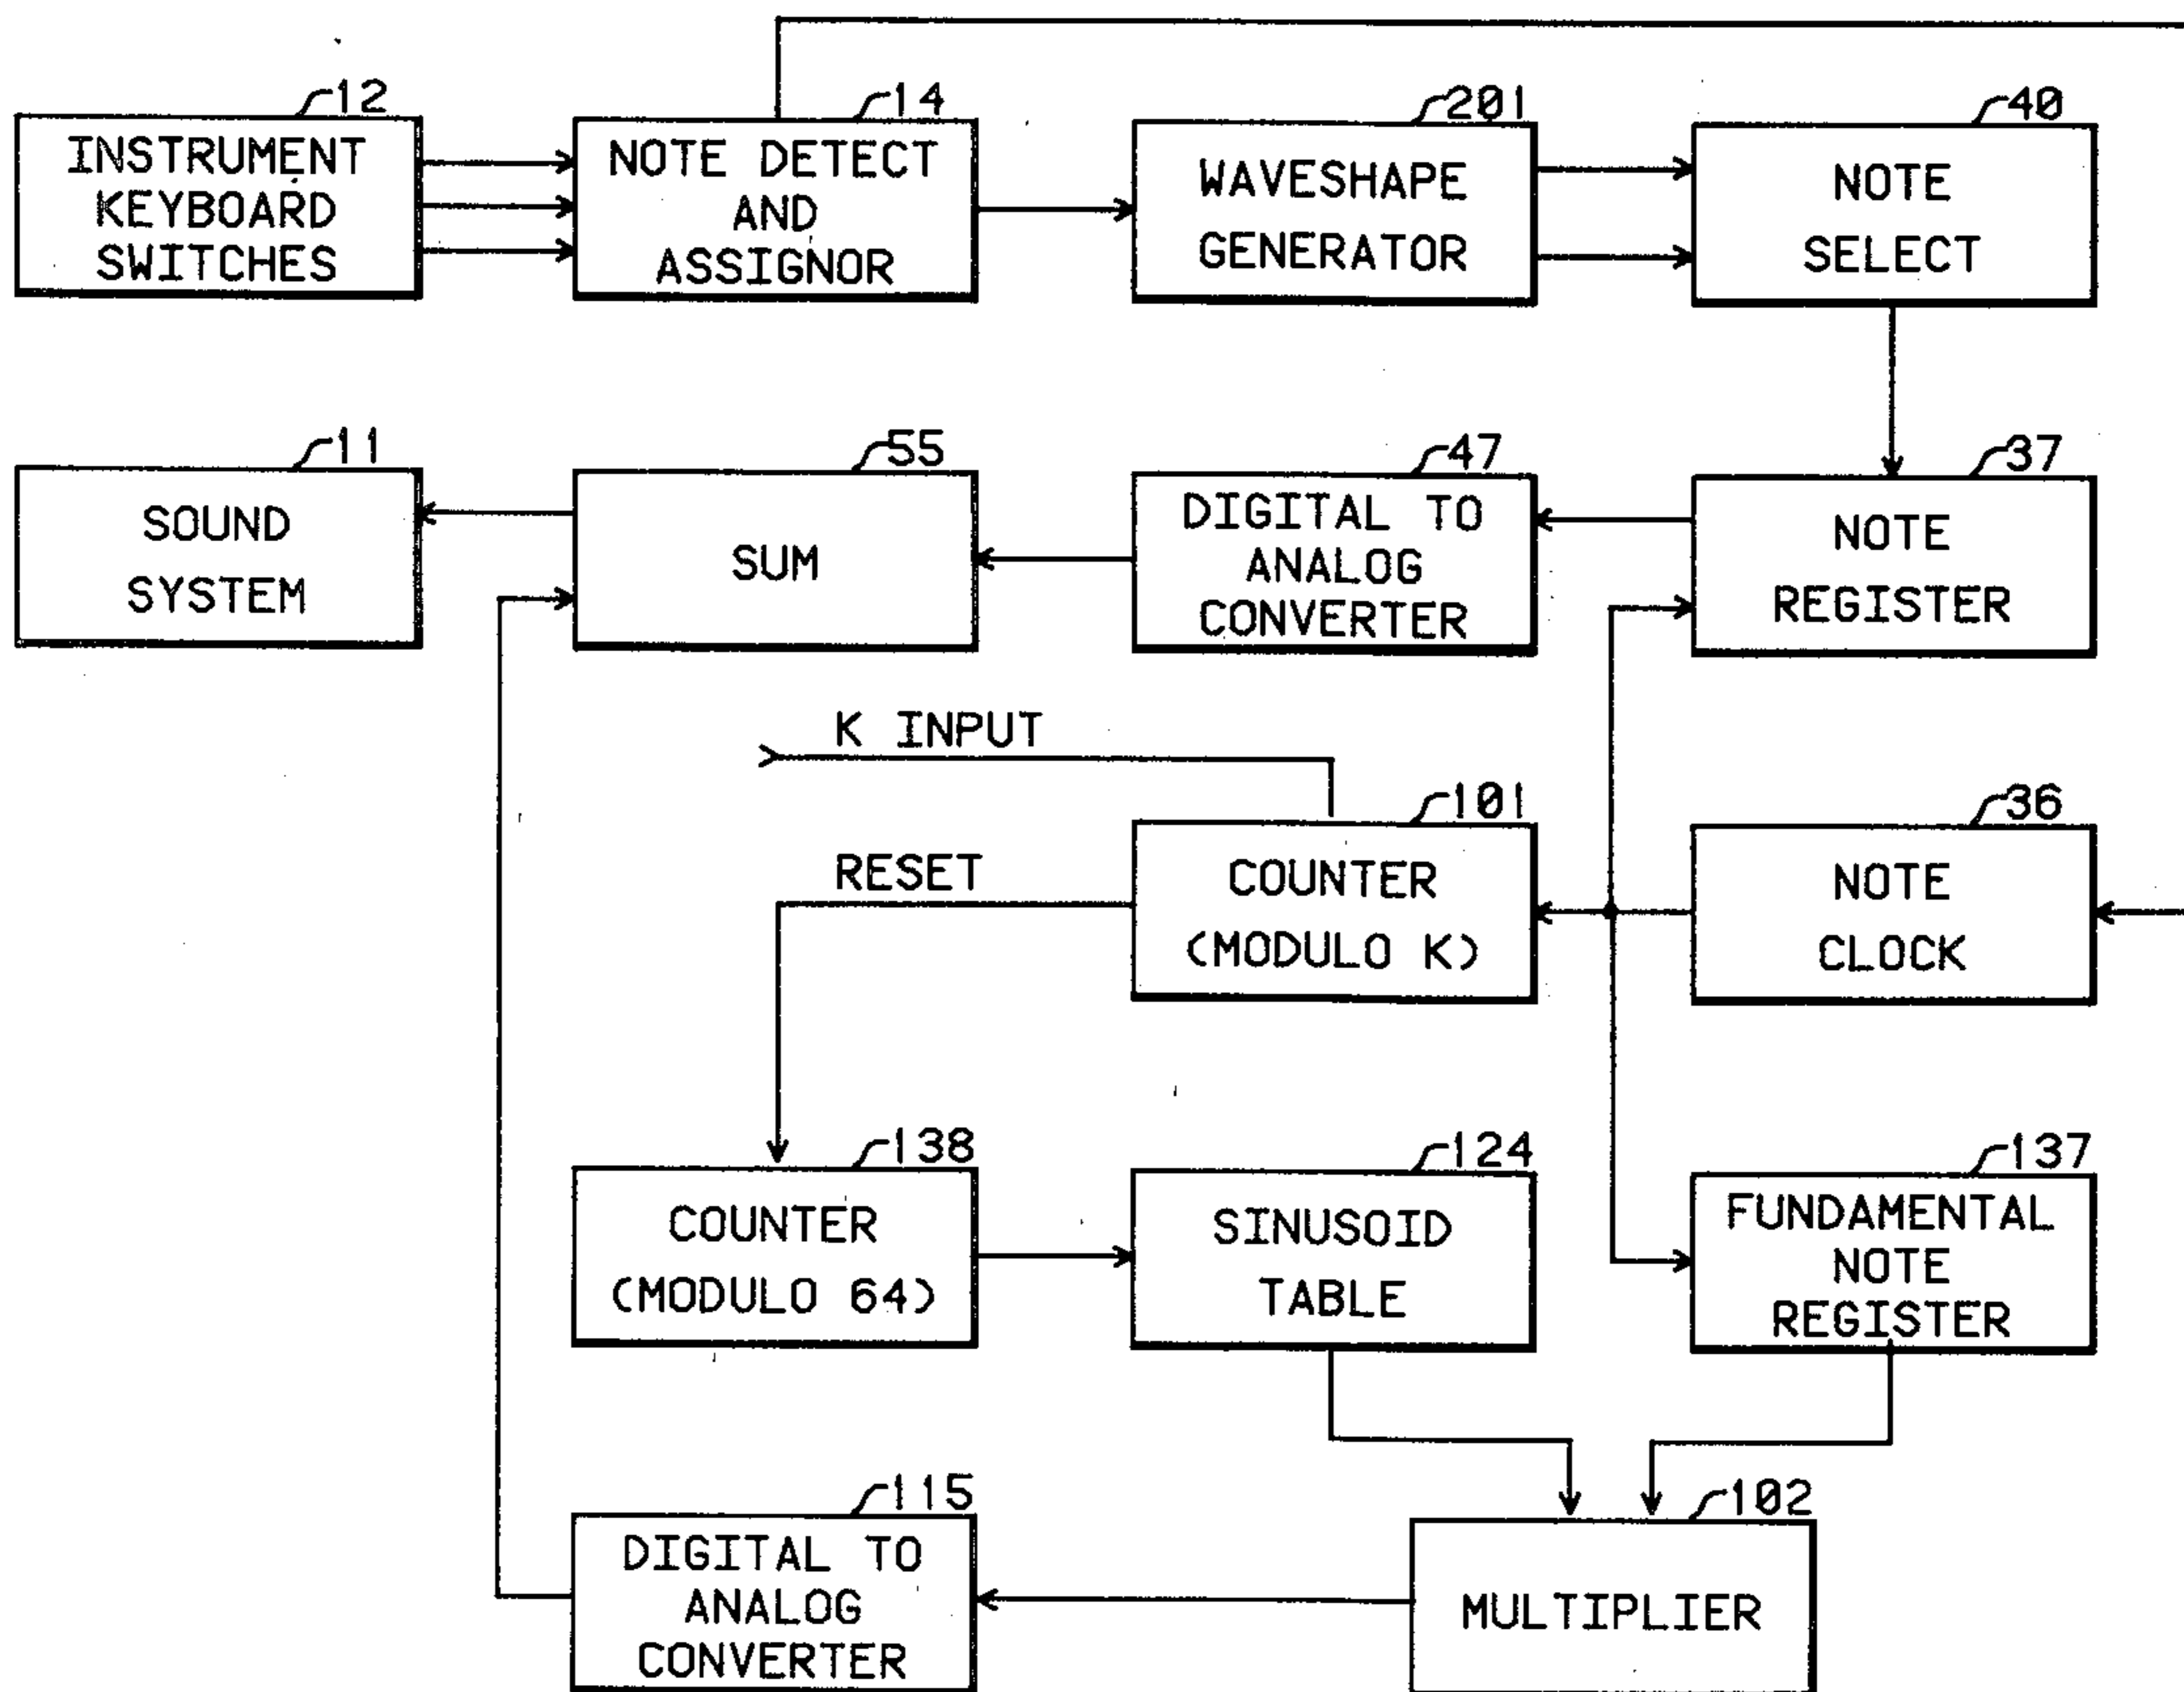 12
INSTRUMENT
KEYBOARD
SWITCHES
14
NOTE DETECT
AND
ASSIGNOR
201
WAVESHAPE
GENERATOR
40
NOTE
SELECT
11
SOUND
SYSTEM
55
SUM
47
DIGITAL TO
ANALOG
CONVERTER
37
NOTE
REGISTER
K INPUT
RESET
101
COUNTER
(MODULO K)
36
NOTE
CLOCK
138
COUNTER
(MODULO 64)
124
SINUSOID
TABLE
137
FUNDAMENTAL
NOTE
REGISTER
115
DIGITAL TO
ANALOG
CONVERTER
102
MULTIPLIER